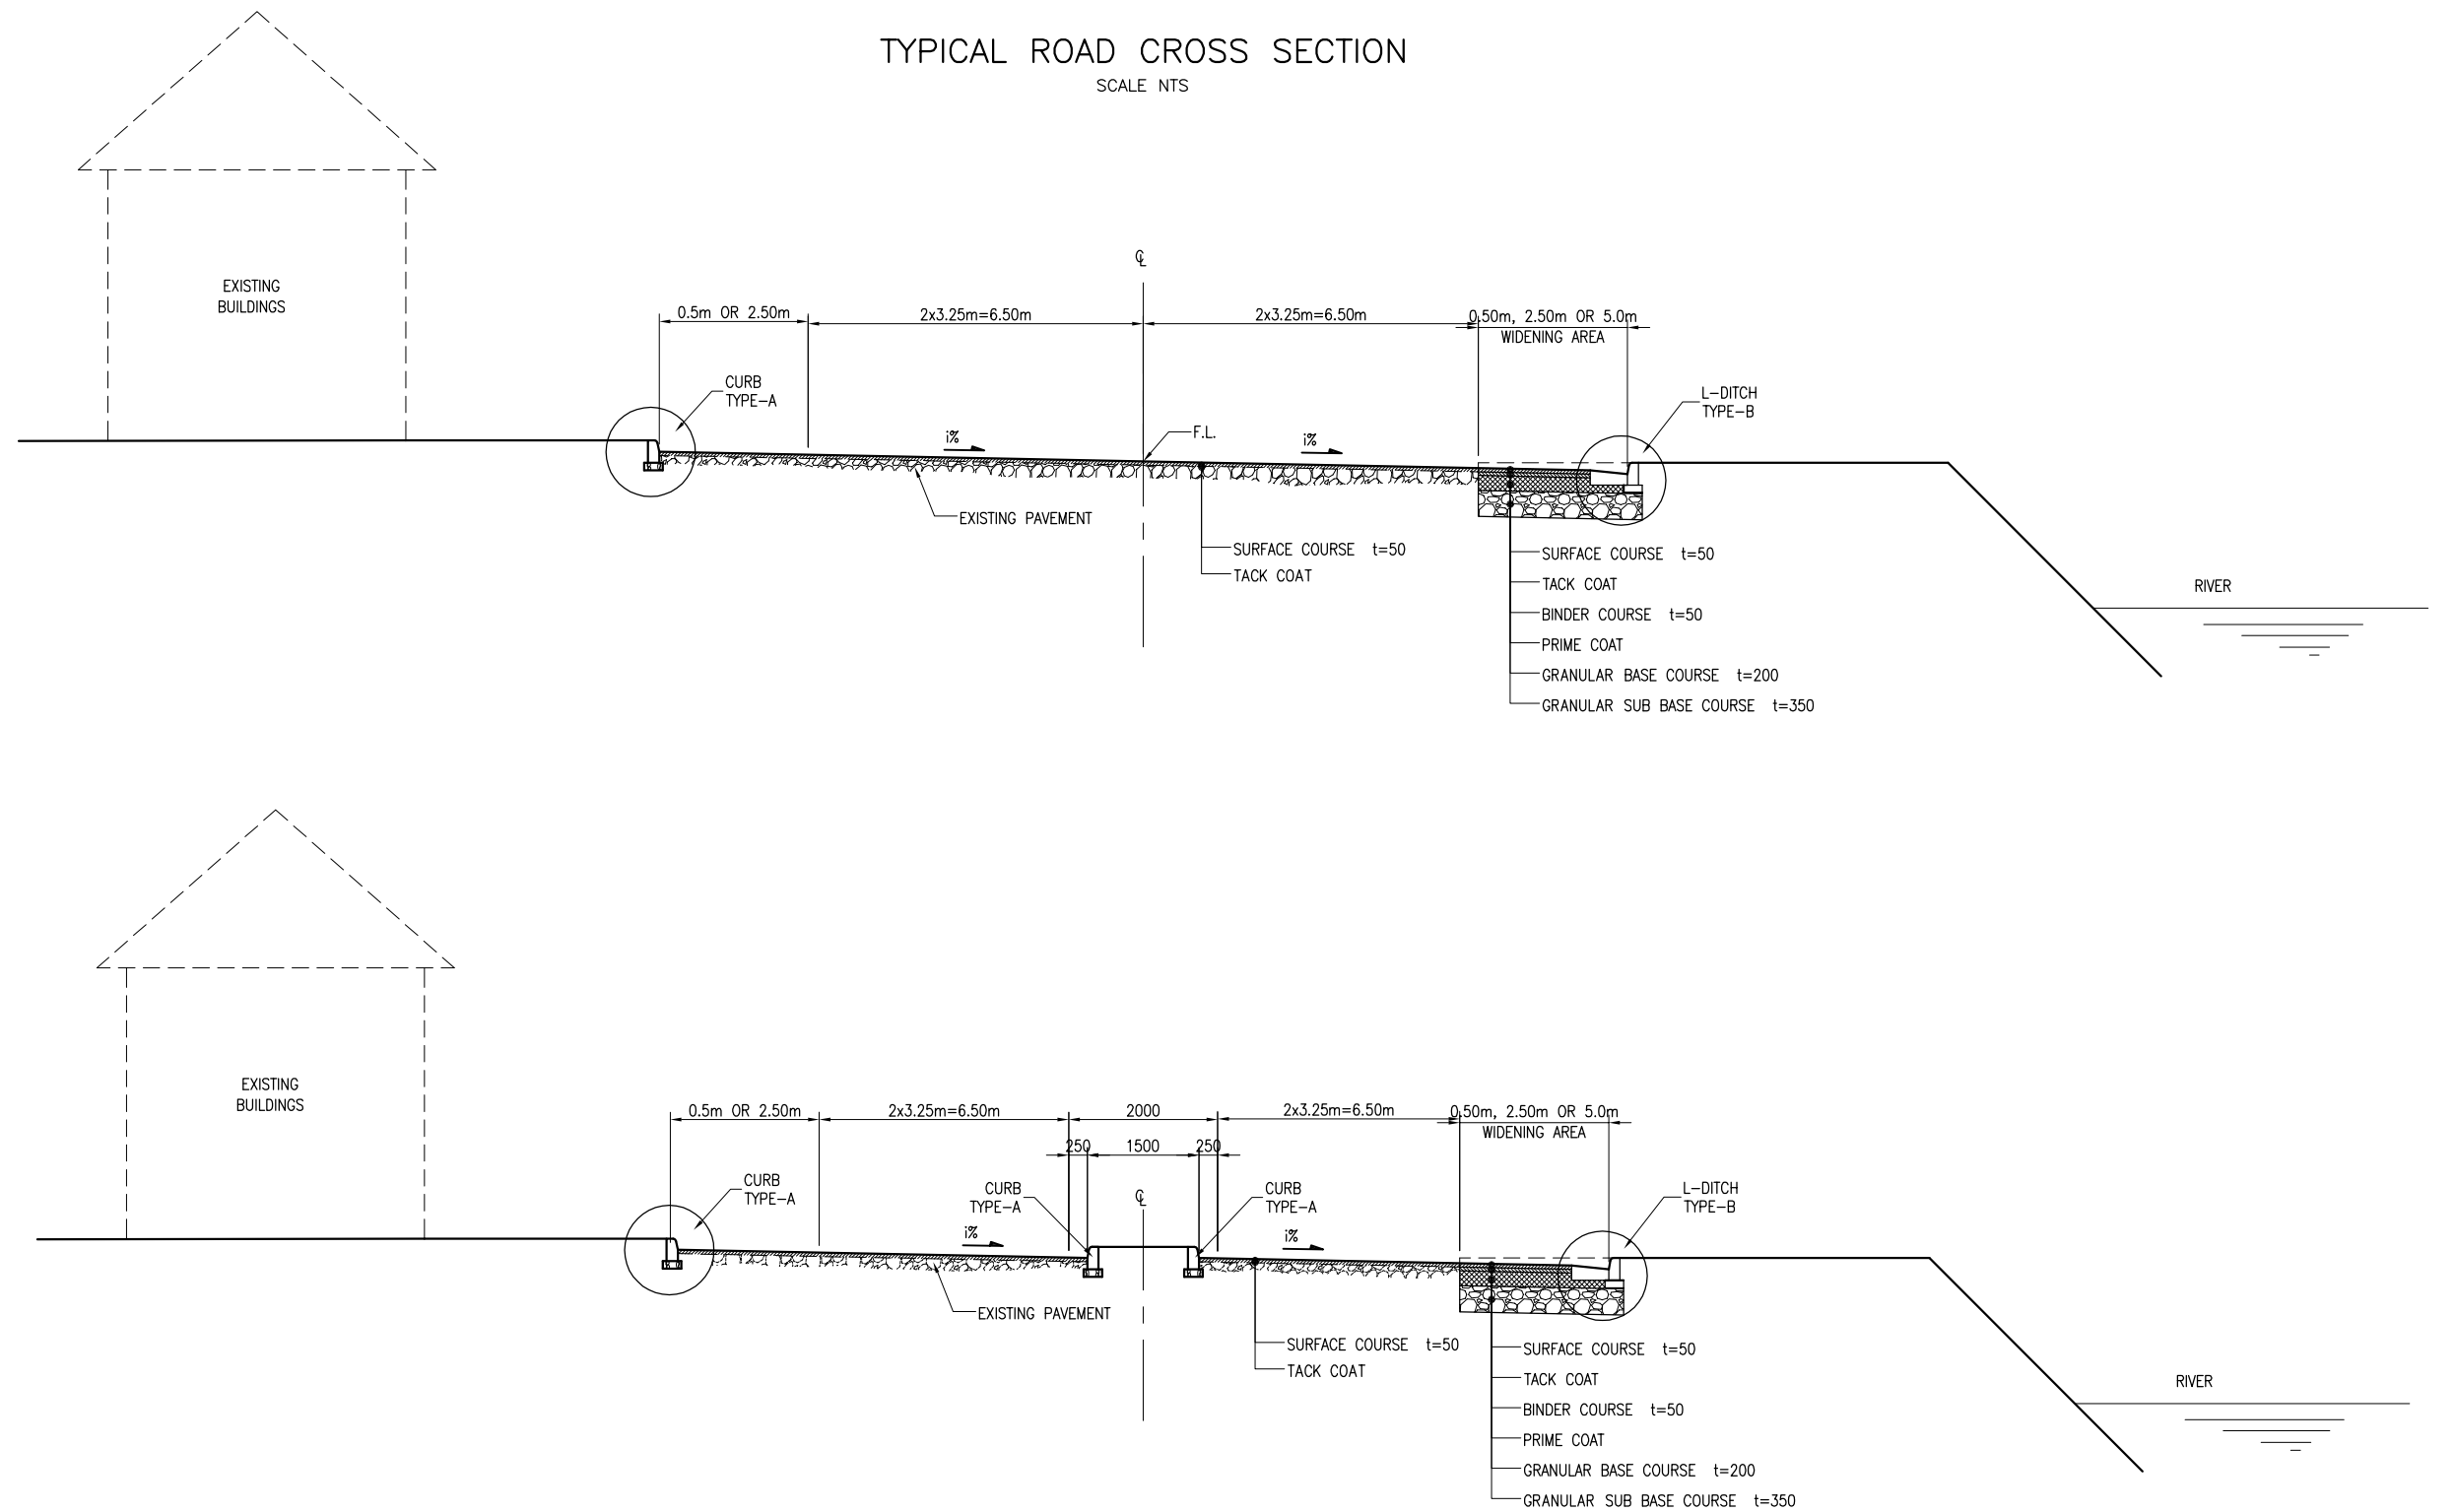 TYPICAL ROAD CROSS SECTION
SCALE NTS
EXISTING
BUILDINGS
0.5m OR 2.50m
2x3.25m=6.50m
CL
2x3.25m=6.50m
0.50m, 2.50m OR 5.0m
WIDENING AREA
CURB
TYPE-A
L-DITCH
TYPE-B
i%
F.L.
i%
EXISTING PAVEMENT
SURFACE COURSE t=50
TACK COAT
SURFACE COURSE t=50
TACK COAT
BINDER COURSE t=50
PRIME COAT
GRANULAR BASE COURSE t=200
GRANULAR SUB BASE COURSE t=350
RIVER
EXISTING
BUILDINGS
0.5m OR 2.50m
2x3.25m=6.50m
2000
2x3.25m=6.50m
0.50m, 2.50m OR 5.0m
WIDENING AREA
250
1500
250
CURB
TYPE-A
CURB
TYPE-A
CL
CURB
TYPE-A
L-DITCH
TYPE-B
i%
i%
EXISTING PAVEMENT
SURFACE COURSE t=50
TACK COAT
SURFACE COURSE t=50
TACK COAT
BINDER COURSE t=50
PRIME COAT
GRANULAR BASE COURSE t=200
GRANULAR SUB BASE COURSE t=350
RIVER